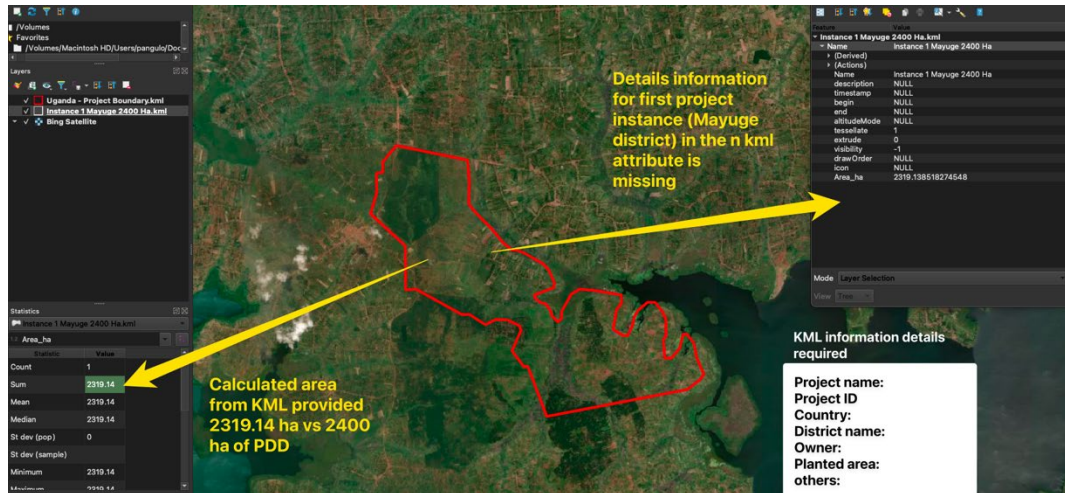 /Volumes
Favorites
/Volumes/Macintosh HD/Users/pangulo/Doc
Layers
Uganda - Project Boundary.kml
Instance 1 Mayuge 2400 Ha.kml
Bing Satellite
Statistics
Instance 1 Mayuge 2400 Ha.kml
1.2 Area_ha
Statistic Value
Count 1
Sum 2319.14
Mean 2319.14
Median 2319.14
St dev (pop) 0
St dev (sample)
Minimum 2319.14
Maximum 2319.14
Details information
for first project
instance (Mayuge
district) in the n kml
attribute is
missing
Calculated area
from KML provided
2319.14 ha vs 2400
ha of PDD
Feature Value
Instance 1 Mayuge 2400 Ha.kml
Name Instance 1 Mayuge 2400 Ha
(Derived)
(Actions)
Name Instance 1 Mayuge 2400 Ha
description NULL
timestamp NULL
begin NULL
end NULL
altitudeMode NULL
tessellate 1
extrude 0
visibility -1
drawOrder NULL
icon NULL
Area_ha 2319.138518274548
Mode Layer Selection
View Tree
KML information details
required
Project name:
Project ID
Country:
District name:
Owner:
Planted area:
others: